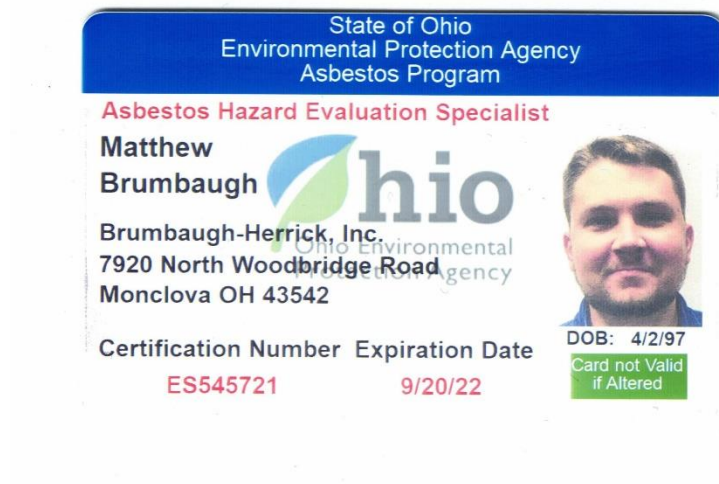 State of Ohio
Environmental Protection Agency
Asbestos Program
Asbestos Hazard Evaluation Specialist
Matthew
Brumbaugh
Ohio
Brumbaugh-Herrick, Inc.
Ohio Environmental
7920 North Woodbridge Road
Protection Agency
Monclova OH 43542
Certification Number Expiration Date
ES545721 9/20/22
DOB: 4/2/97
Card not Valid
if Altered